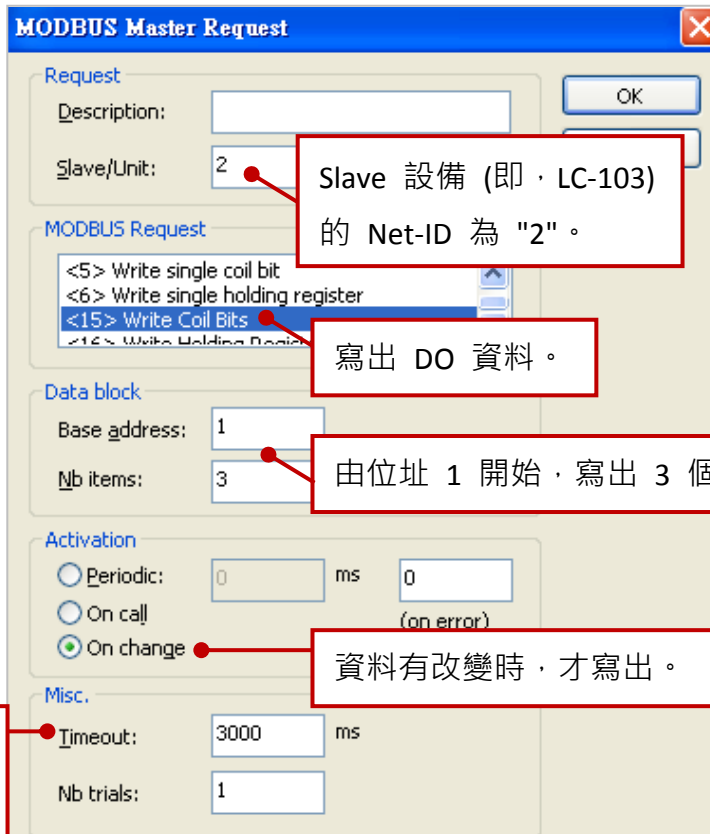 MODBUS Master Request
Request
OK
Description:
Slave/Unit:
2
Slave 設備 (即，LC-103)
的 Net-ID 為 "2"。
MODBUS Request
<5> Write single coil bit
<6> Write single holding register
<15> Write Coil Bits
寫出 DO 資料。
Data block
Base address:
1
Nb items:
3
由位址 1 開始，寫出 3 個
Activation
Periodic:
0
ms
0
On call
(on error)
On change
資料有改變時，才寫出。
Misc.
Timeout:
3000
ms
Nb trials:
1